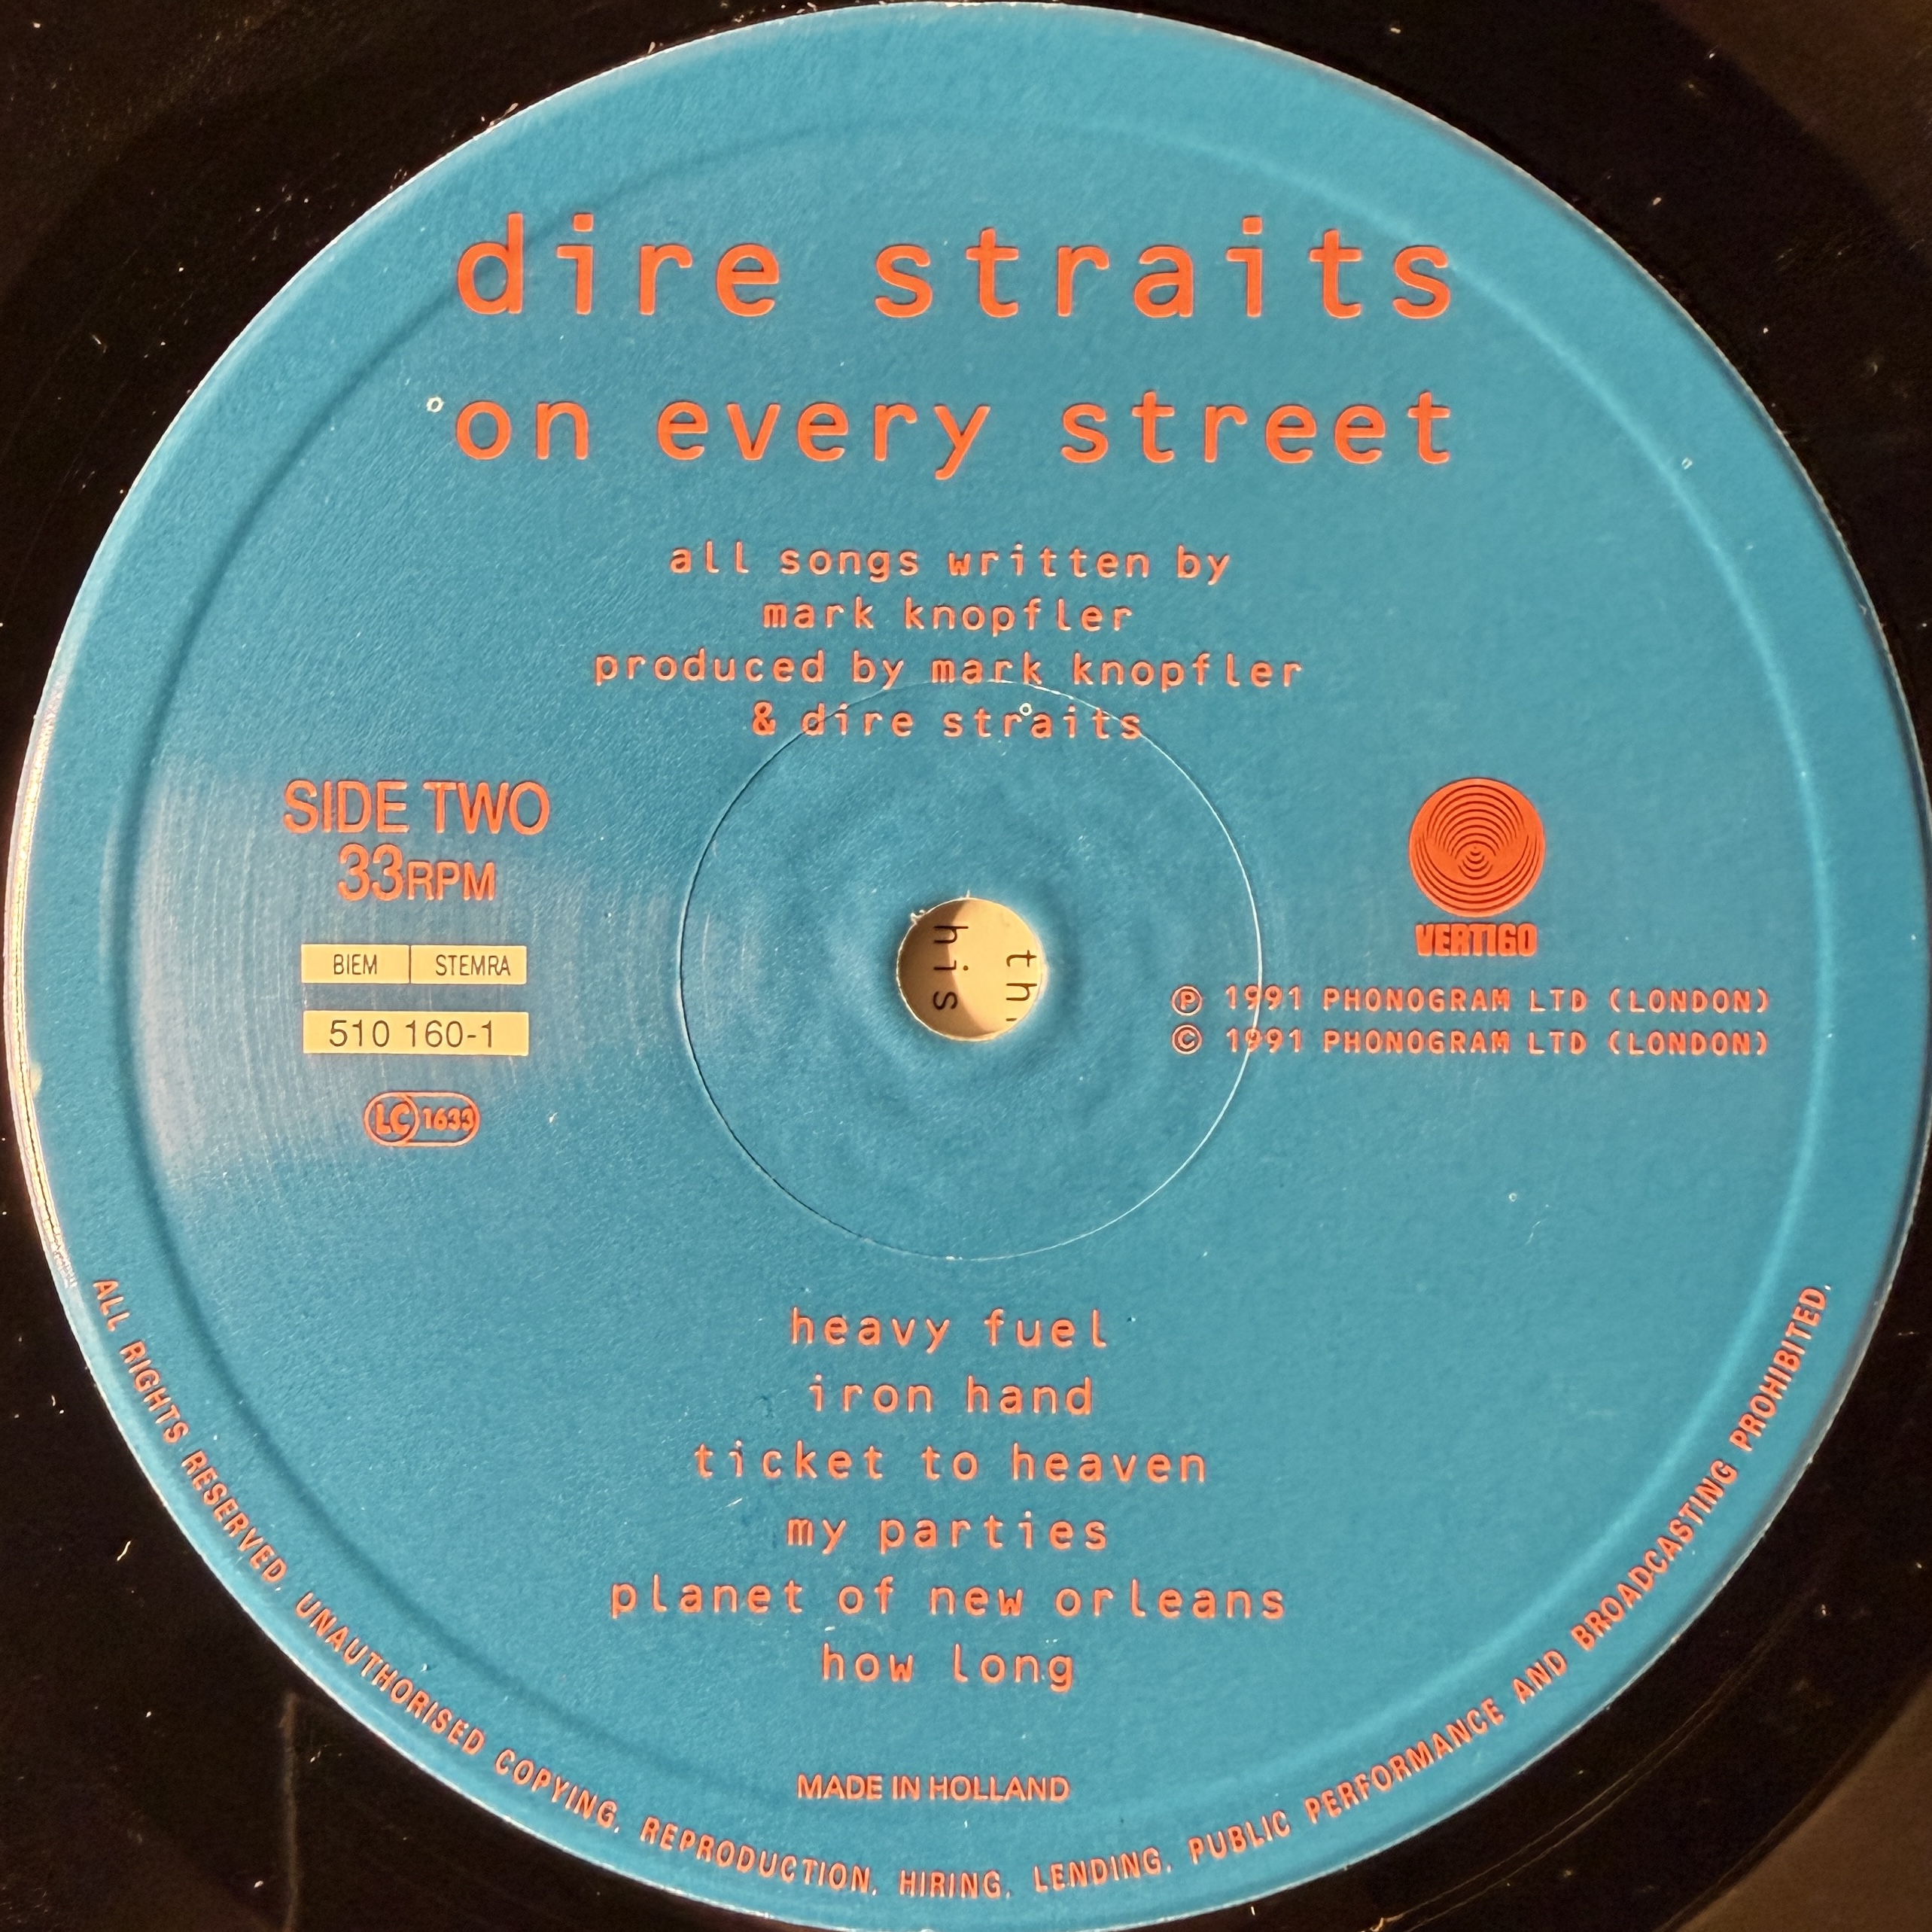 dire straits
on every street
all songs written by
mark knopfler
produced by mark knopfler
& dire straits
SIDE TWO
33RPM
BIEM STEMRA
510 160-1
LC 1633
VERTIGO
Ⓟ 1991 PHONOGRAM LTD (LONDON)
© 1991 PHONOGRAM LTD (LONDON)
his
th
heavy fuel
iron hand
ticket to heaven
my parties
planet of new orleans
how long
MADE IN HOLLAND
ALL RIGHTS RESERVED. UNAUTHORISED COPYING, REPRODUCTION, HIRING, LENDING, PUBLIC PERFORMANCE AND BROADCASTING PROHIBITED.